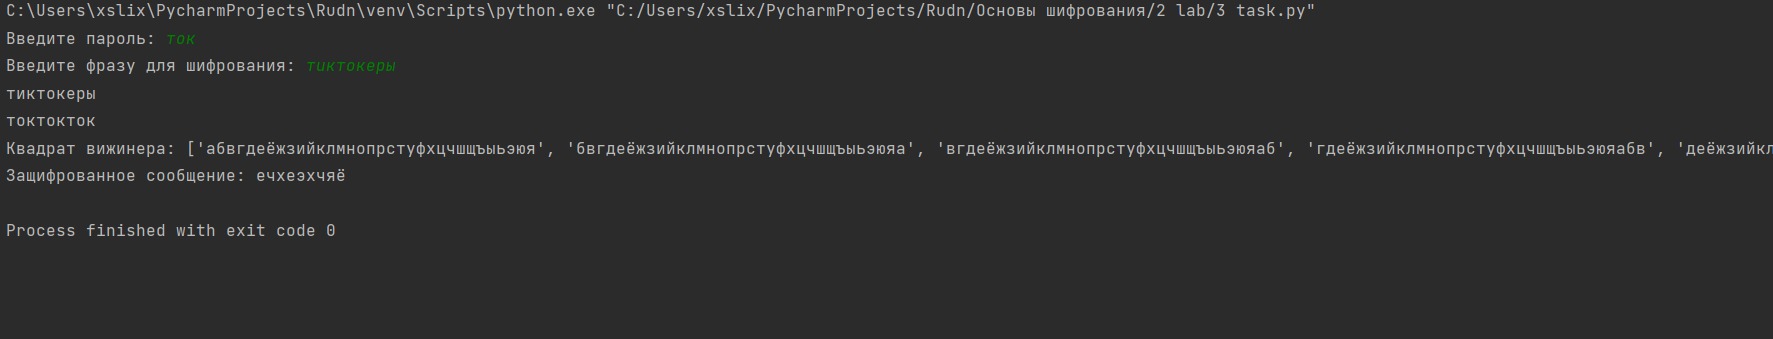 C:\Users\xslix\PycharmProjects\Rudn\venv\Scripts\python.exe "C:/Users/xslix/PycharmProjects/Rudn/Основы шифрования/2 lab/3 task.py"
Введите пароль: ток
Введите фразу для шифрования: тиктокеры
тиктокеры
токтокток
Квадрат вижинера: ['абвгдеёжзийклмнопрстуфхцчшщъыьэюя', 'бвгдеёжзийклмнопрстуфхцчшщъыьэюяа', 'вгдеёжзийклмнопрстуфхцчшщъыьэюяаб', 'гдеёжзийклмнопрстуфхцчшщъыьэюяабв', 'деёжзийкл
Защифрованное сообщение: ечхеэхчяё
Process finished with exit code 0